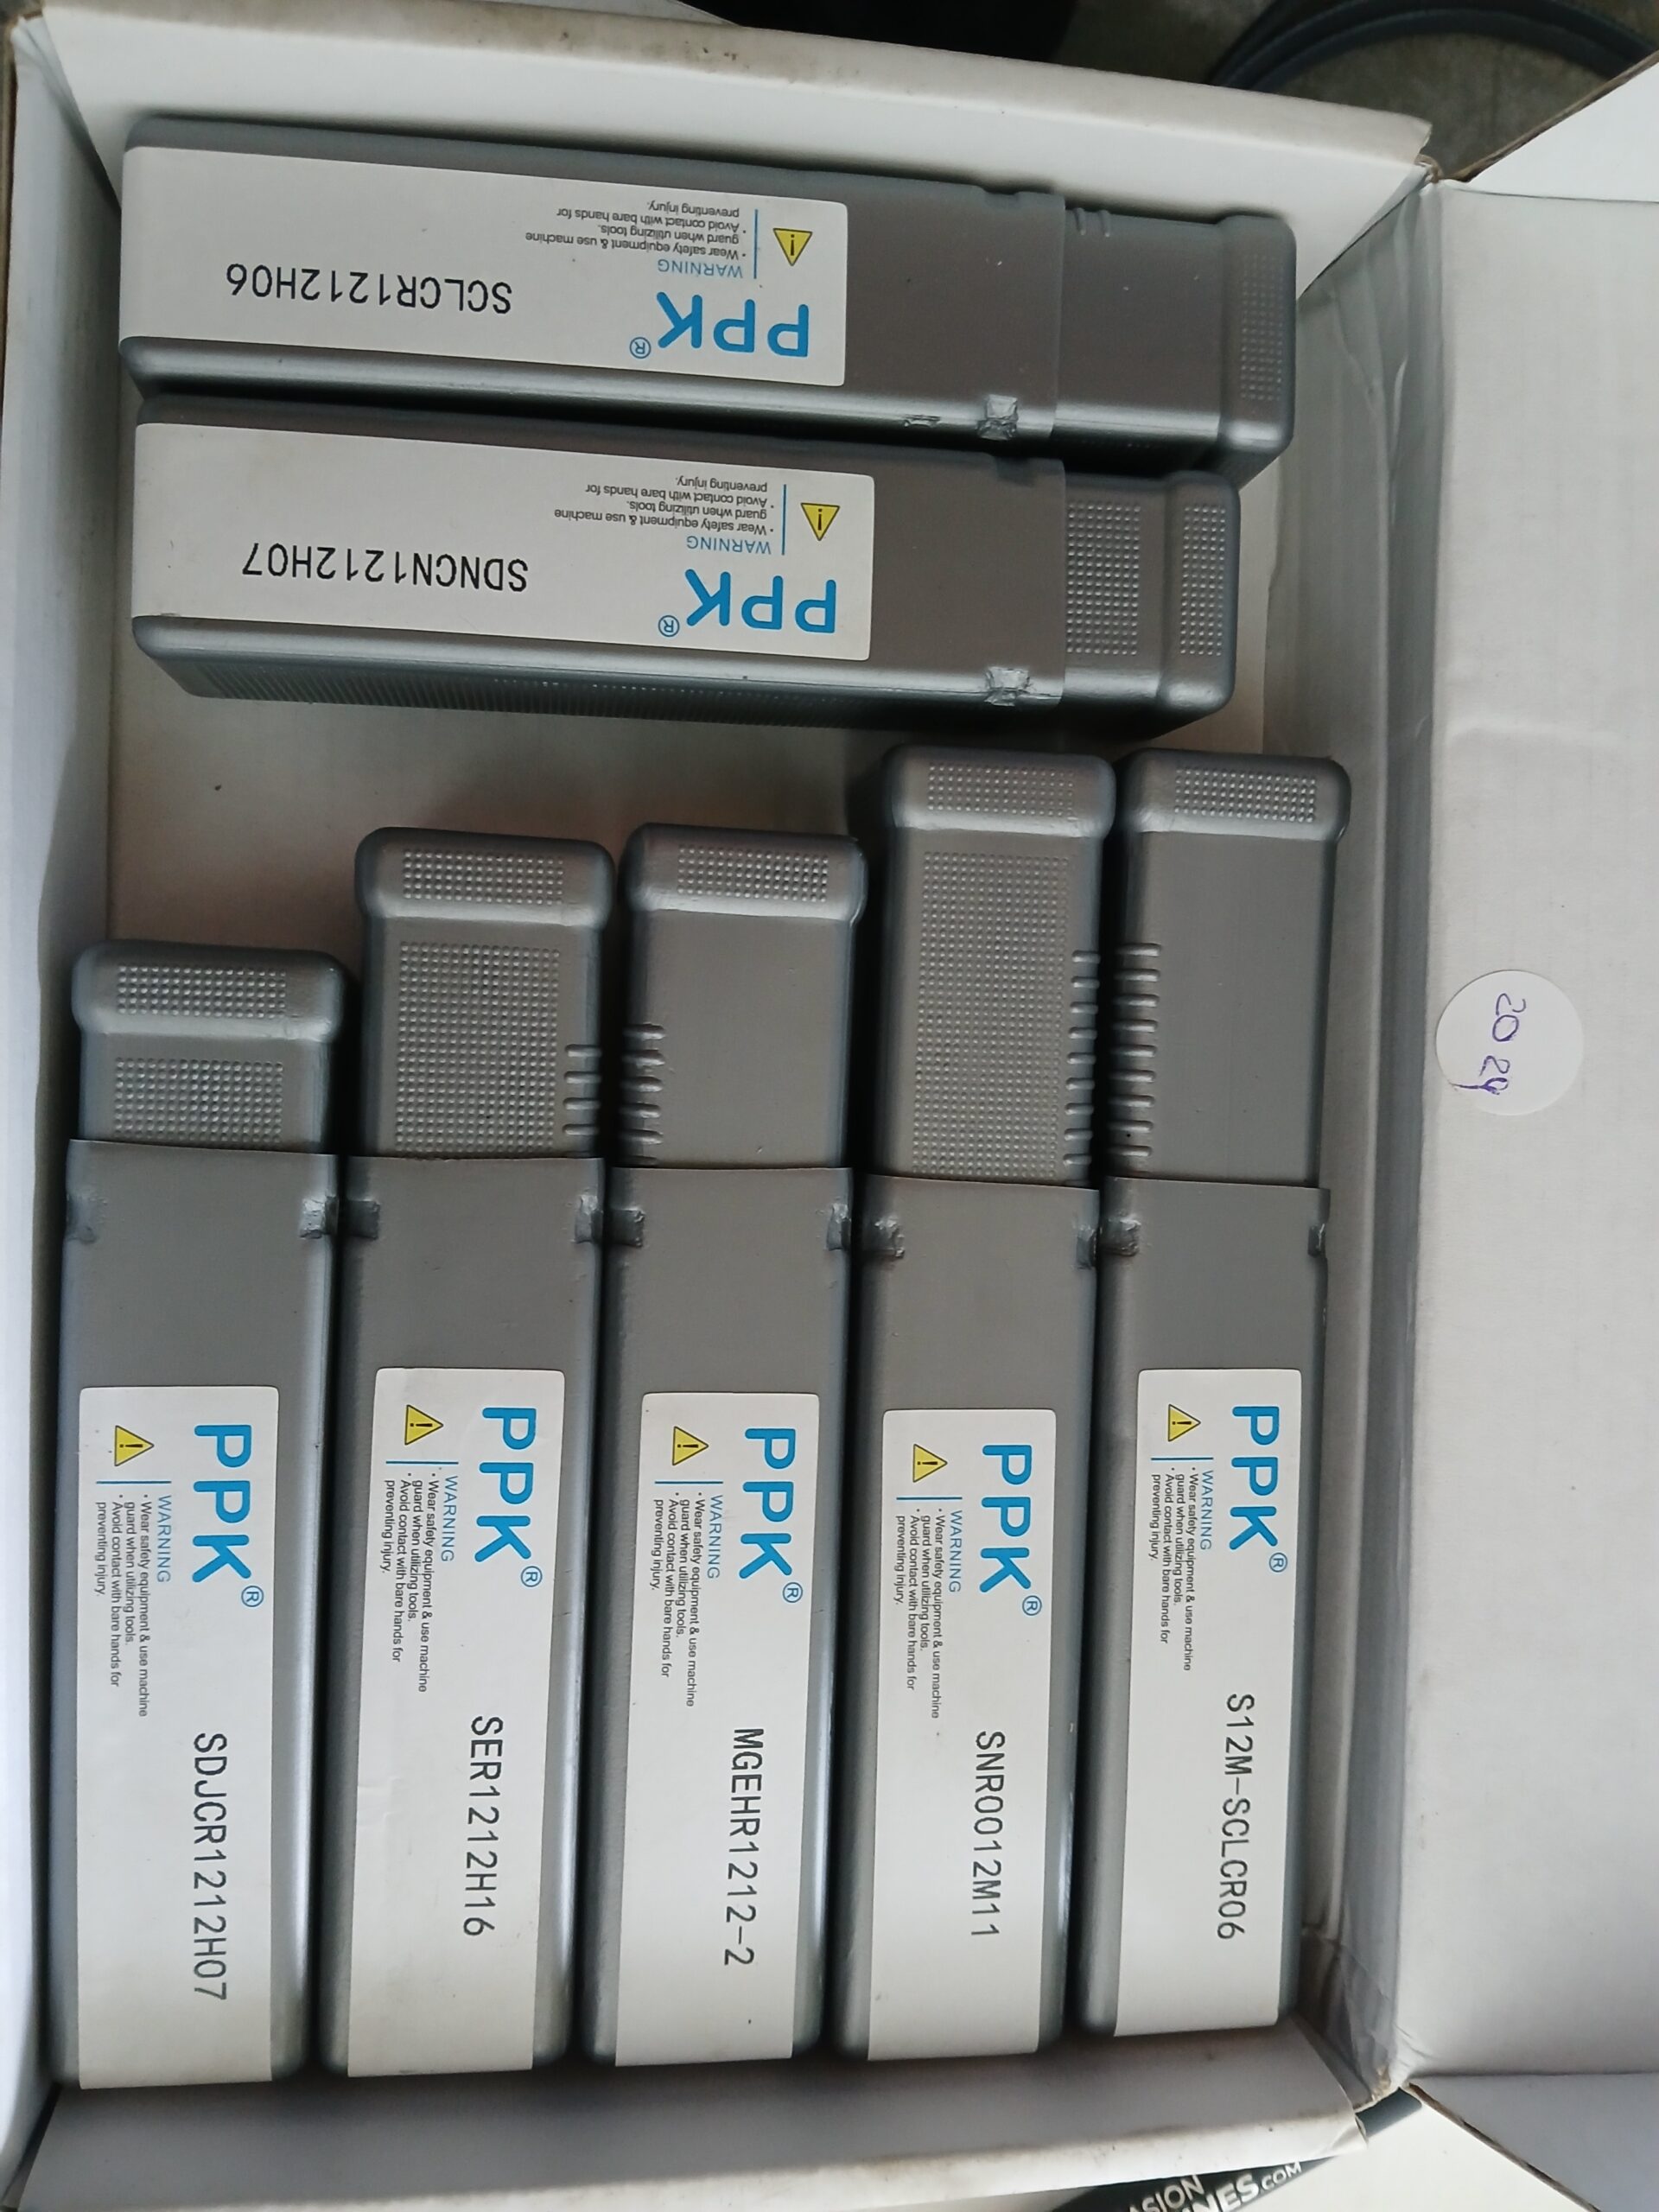 PPK®
WARNING
• Wear safety equipment & use machine
guard when utilizing tools.
• Avoid contact with bare hands for
preventing injury.
SCLCR1212H06
PPK®
WARNING
• Wear safety equipment & use machine
guard when utilizing tools.
• Avoid contact with bare hands for
preventing injury.
SDNCN1212H07
PPK®
WARNING
• Wear safety equipment & use machine
guard when utilizing tools.
• Avoid contact with bare hands for
preventing injury.
SDJCR1212H07
PPK®
WARNING
• Wear safety equipment & use machine
guard when utilizing tools.
• Avoid contact with bare hands for
preventing injury.
SER1212H16
PPK®
WARNING
• Wear safety equipment & use machine
guard when utilizing tools.
• Avoid contact with bare hands for
preventing injury.
MGEHR1212-2
PPK®
WARNING
• Wear safety equipment & use machine
guard when utilizing tools.
• Avoid contact with bare hands for
preventing injury.
SNR0012M11
PPK®
WARNING
• Wear safety equipment & use machine
guard when utilizing tools.
• Avoid contact with bare hands for
preventing injury.
S12M-SCLCR06
20 24
ASION
NES.COM